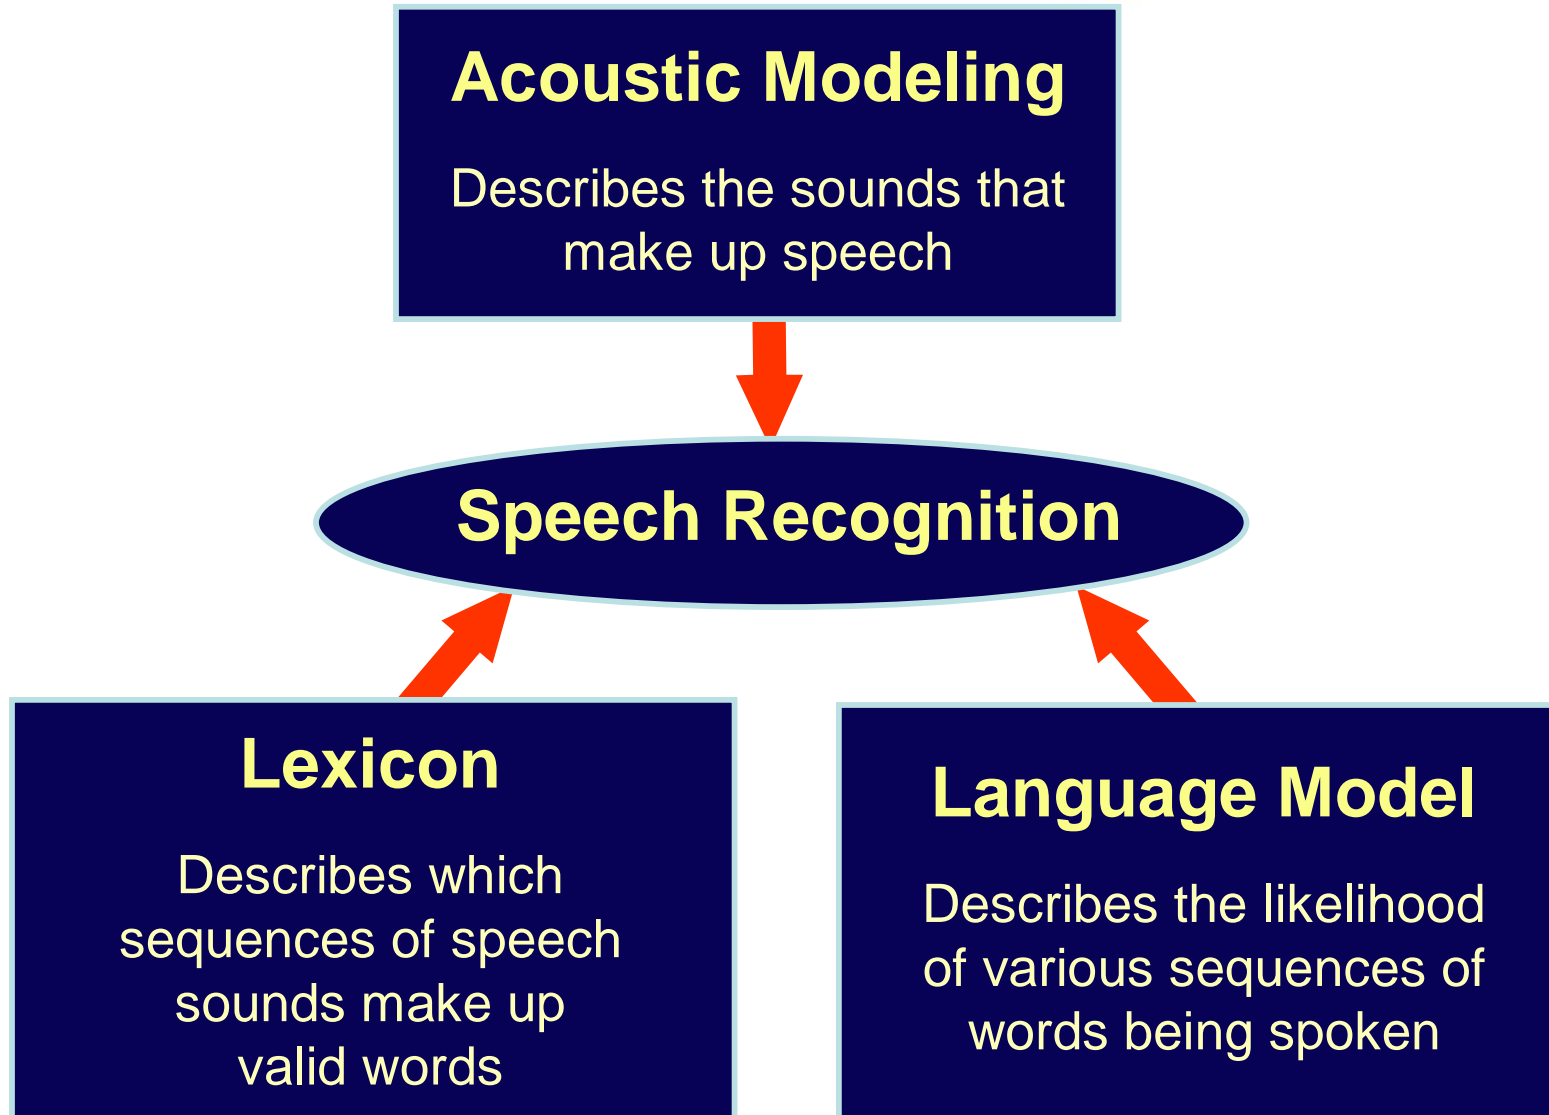 Acoustic Modeling
Describes the sounds that
make up speech
Speech Recognition
Lexicon
Describes which
sequences of speech
sounds make up
valid words
Language Model
Describes the likelihood
of various sequences of
words being spoken